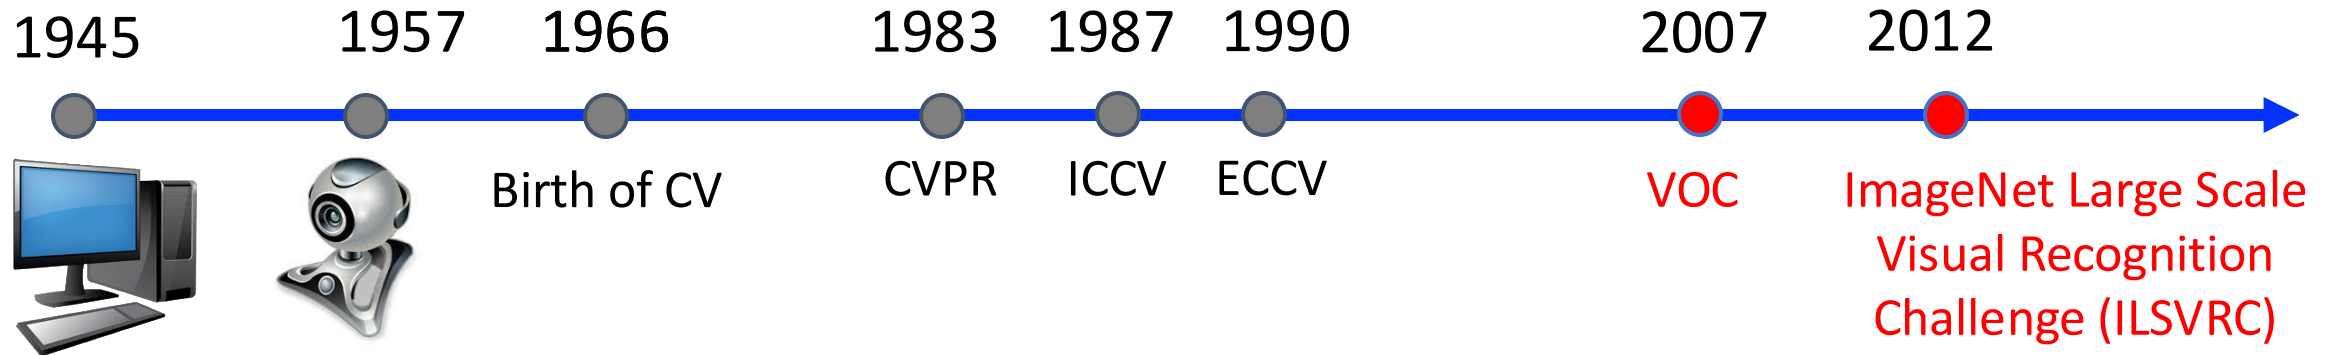 1945 1957 1966 1983 1987 1990 2007 2012
Birth of CV CVPR ICCV ECCV VOC ImageNet Large Scale
Visual Recognition
Challenge (ILSVRC)